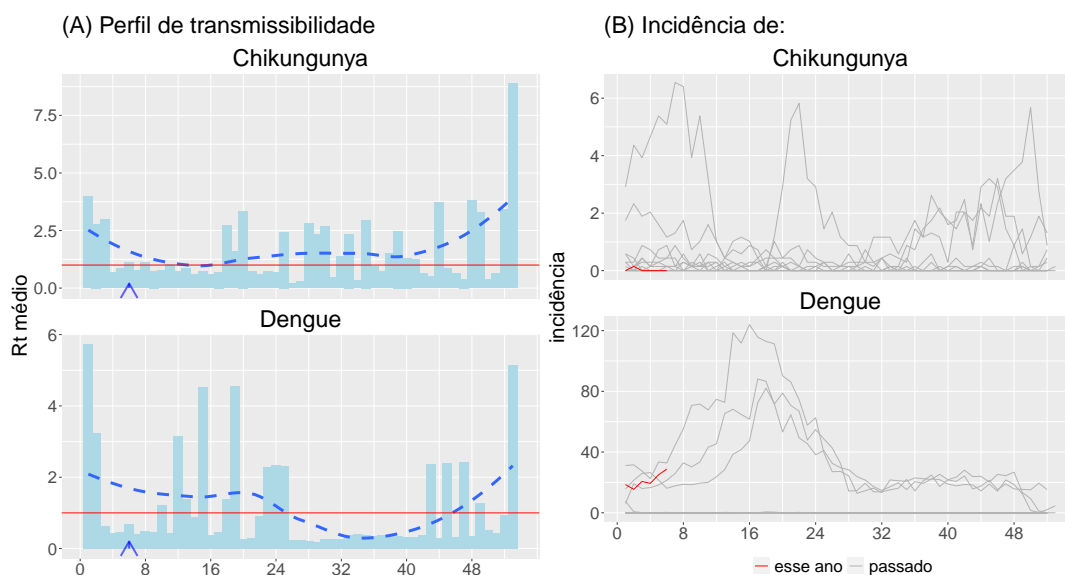 (A) Perfil de transmissibilidade
Chikungunya
7.5
5.0
2.5
0.0
Dengue
6
4
2
0
Rt médio
0 8 16 24 32 40 48
(B) Incidência de:
Chikungunya
6
4
2
0
Dengue
120
80
40
0
incidência
0 8 16 24 32 40 48
esse ano passado